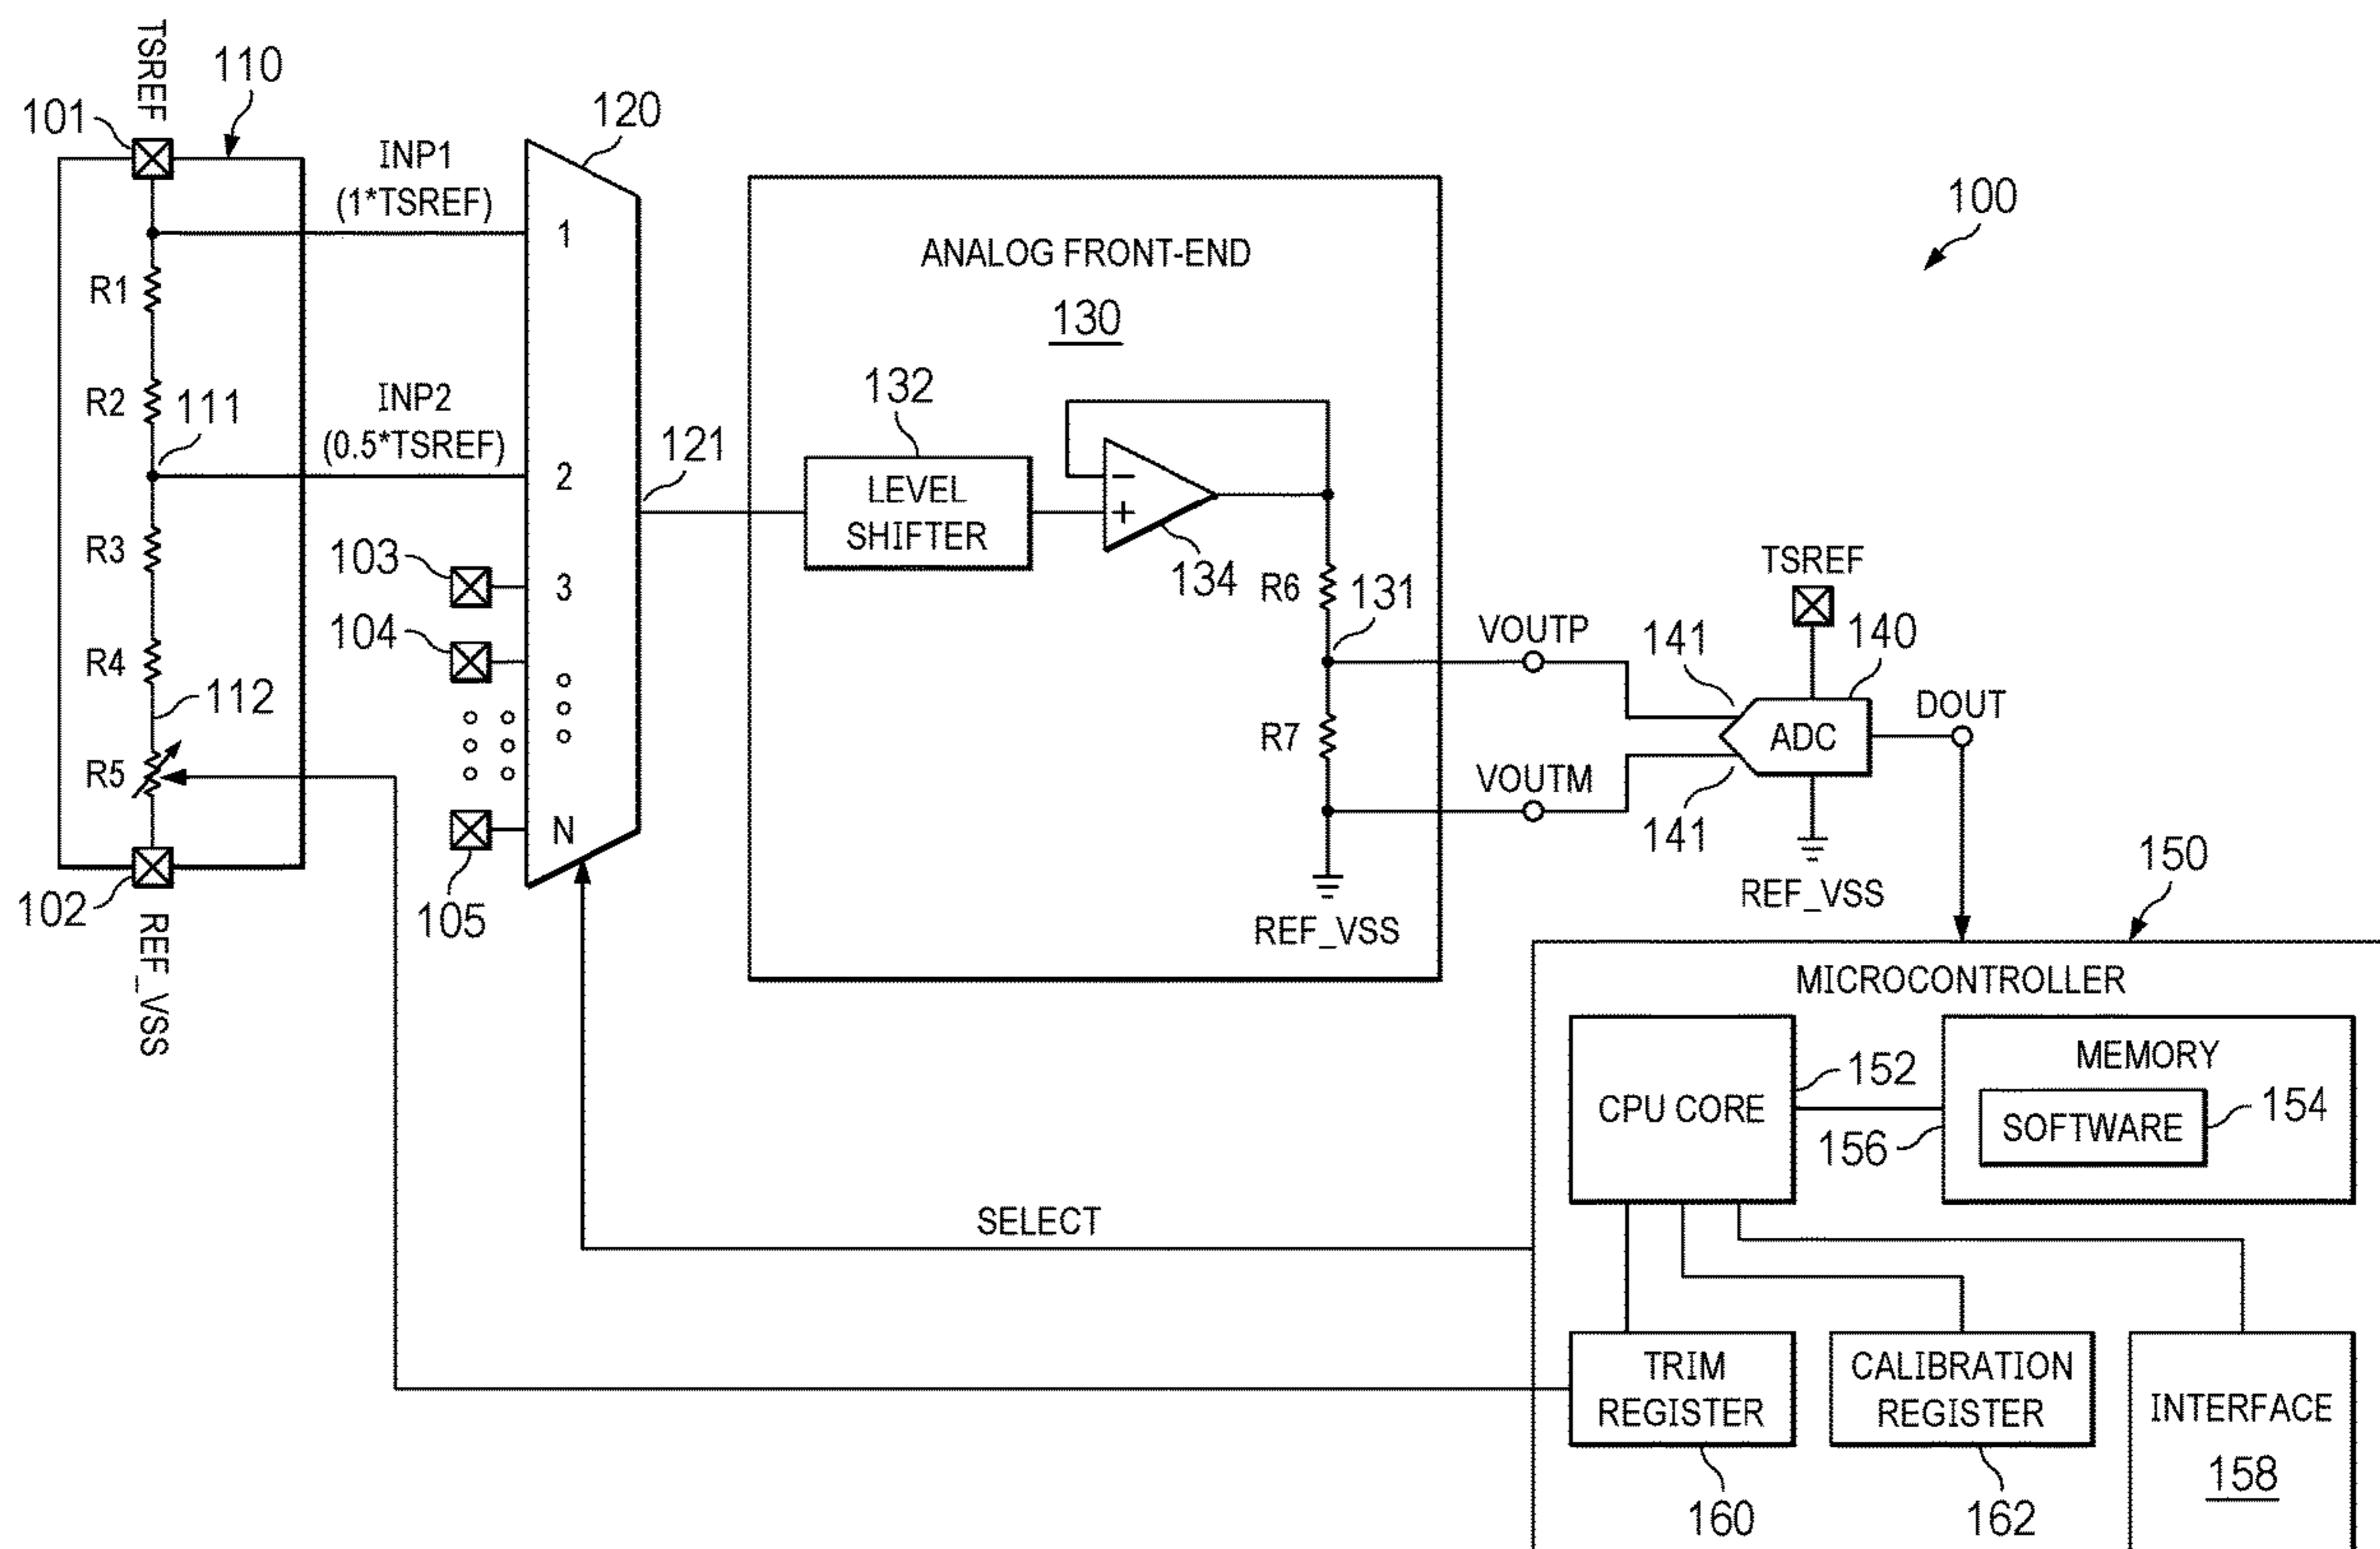 TSREF
110
101
120
INP1
(1*TSREF)
1
R1
100
ANALOG FRONT-END
130
R2
111
INP2
(0.5*TSREF)
2
121
132
LEVEL
SHIFTER
−
+
134
R3
103
3
R6
131
TSREF
R4
104
VOUTP
141
140
112
R7
ADC
DOUT
R5
VOUTM
141
N
102
105
REF_VSS
REF_VSS
REF_VSS
150
MICROCONTROLLER
CPU CORE
152
156
MEMORY
SOFTWARE
154
SELECT
TRIM
REGISTER
160
CALIBRATION
REGISTER
162
INTERFACE
158